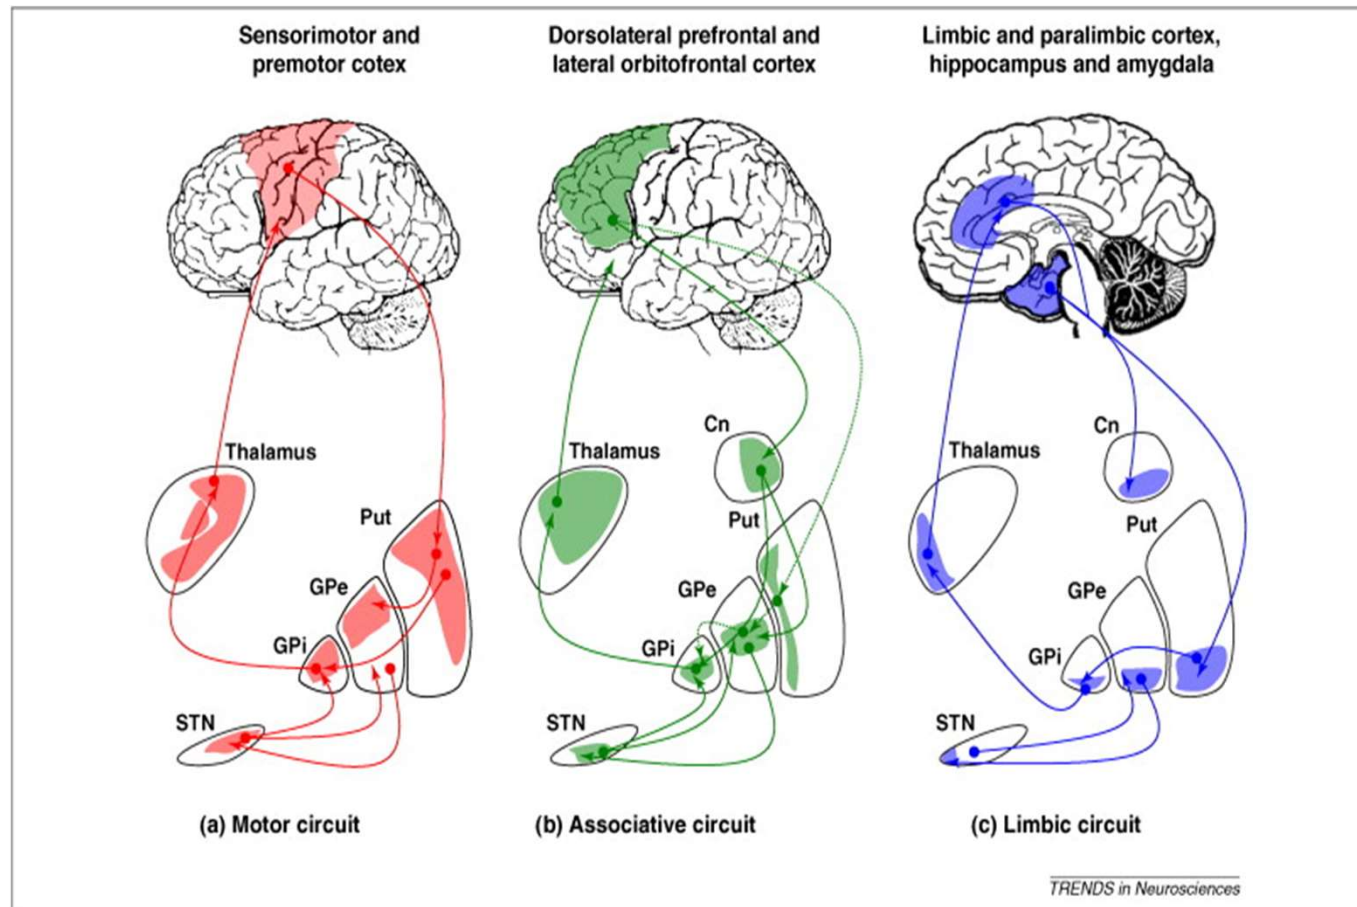 Sensorimotor and
premotor cotex
Dorsolateral prefrontal and
lateral orbitofrontal cortex
Limbic and paralimbic cortex,
hippocampus and amygdala
Thalamus
Put
GPe
GPi
STN
Cn
Thalamus
Put
GPe
GPi
STN
Cn
Thalamus
Put
GPe
GPi
STN
(a) Motor circuit
(b) Associative circuit
(c) Limbic circuit
TRENDS in Neurosciences